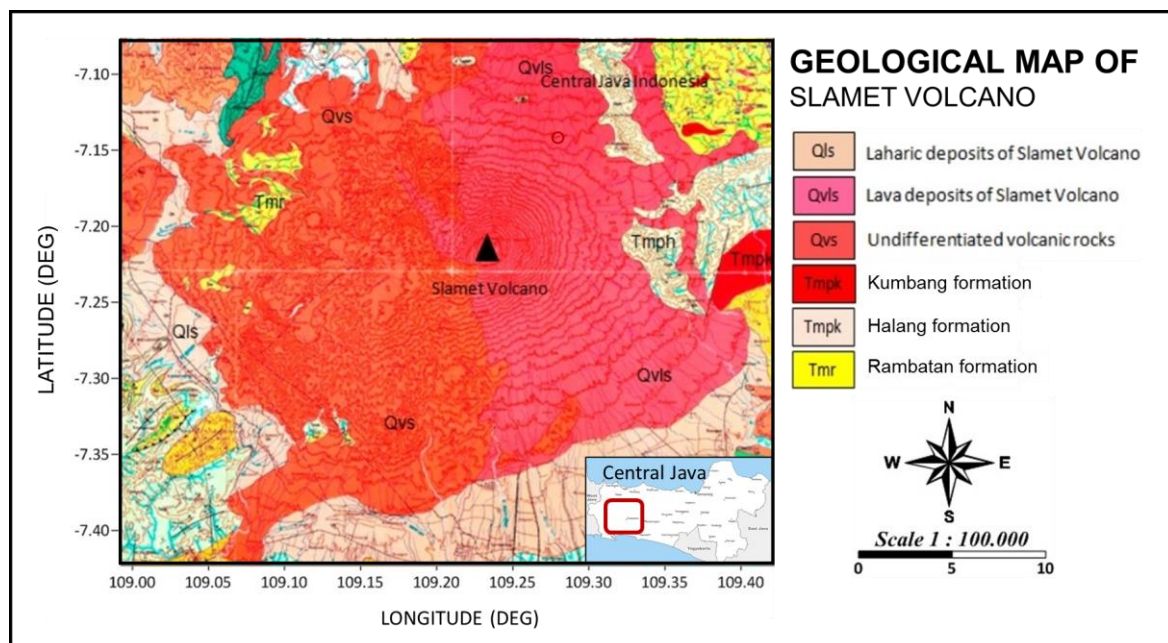 GEOLOGICAL MAP OF
SLAMET VOLCANO
Qls Laharic deposits of Slamet Volcano
Qvls Lava deposits of Slamet Volcano
Qvs Undifferentiated volcanic rocks
Tmpk Kumbang formation
Tmpk Halang formation
Tmr Rambatan formation
N
W E
S
Scale 1 : 100.000
0 5 10
LATITUDE (DEG)
-7.10
-7.15
-7.20
-7.25
-7.30
-7.35
-7.40
Qvls
Central Java Indonesia
Qvs
Tmr
Tmph
Tmpk
Slamet Volcano
Qls
Qvls
Qvs
Central Java
109.00 109.05 109.10 109.15 109.20 109.25 109.30 109.35 109.40
LONGITUDE (DEG)